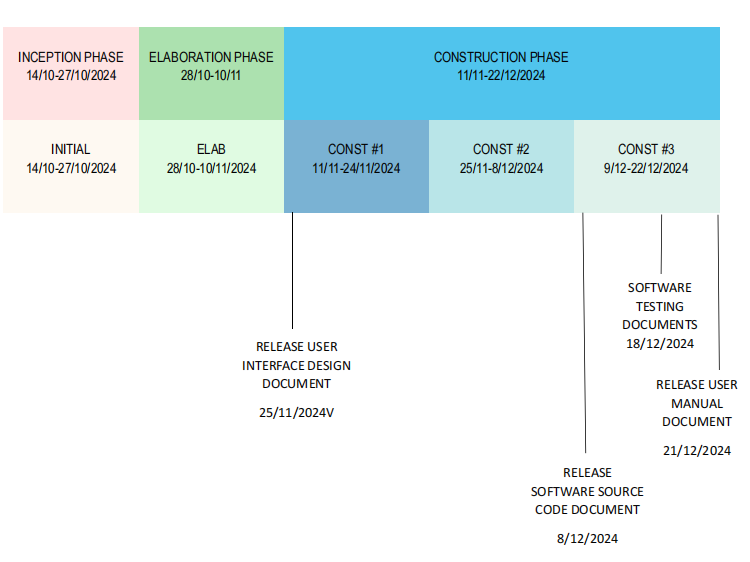 INCEPTION PHASE
14/10-27/10/2024
ELABORATION PHASE
28/10-10/11
CONSTRUCTION PHASE
11/11-22/12/2024
INITIAL
14/10-27/10/2024
ELAB
28/10-10/11/2024
CONST #1
11/11-24/11/2024
CONST #2
25/11-8/12/2024
CONST #3
9/12-22/12/2024
RELEASE USER
INTERFACE DESIGN
DOCUMENT
25/11/2024V
SOFTWARE
TESTING
DOCUMENTS
18/12/2024
RELEASE USER
MANUAL
DOCUMENT
21/12/2024
RELEASE
SOFTWARE SOURCE
CODE DOCUMENT
8/12/2024